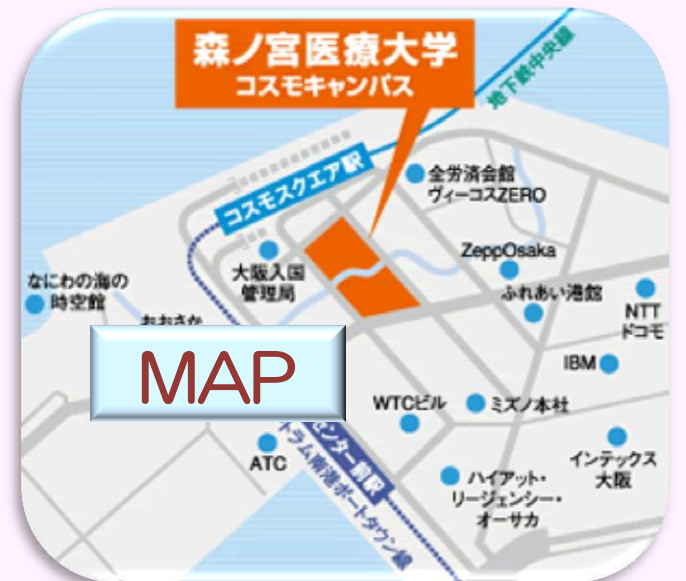 森ノ宮医療大学
コスモキャンパス
地下鉄中央線
コスモスクエア駅
全労済会館
ヴィーコスZERO
大阪入国
管理局
ZeppOsaka
なにわの海の
時空館
ふれあい港館
NTT
ドコモ
おおさか
IBM
MAP
WTCビル
ミズノ本社
センター前駅
トラム南港ポートタウン線
ATC
インテックス
大阪
ハイアット・
リージェンシー・
オーサカ